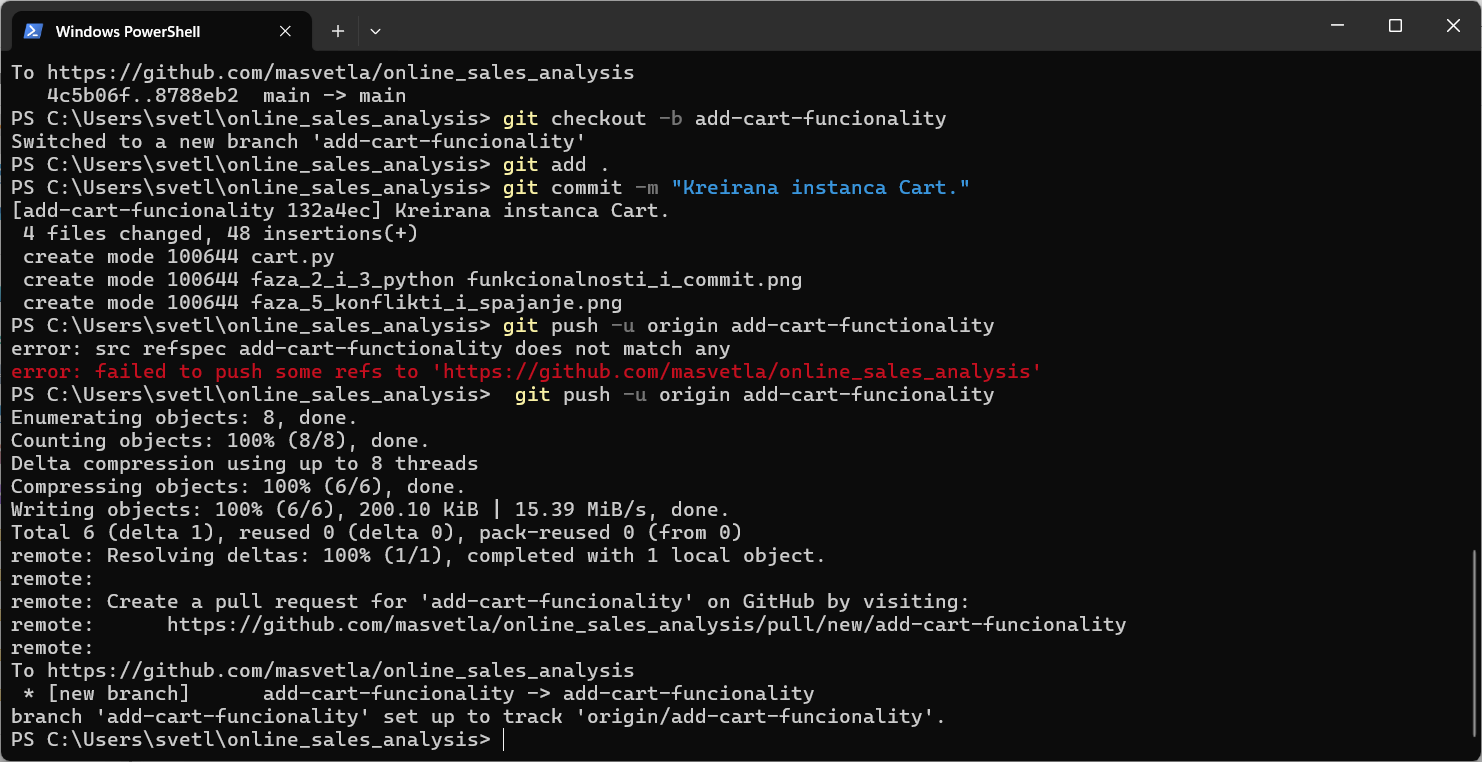 Windows PowerShell
To https://github.com/masvetla/online_sales_analysis
   4c5b06f..8788eb2  main -> main
PS C:\Users\svetl\online_sales_analysis> git checkout -b add-cart-funcionality
Switched to a new branch 'add-cart-funcionality'
PS C:\Users\svetl\online_sales_analysis> git add .
PS C:\Users\svetl\online_sales_analysis> git commit -m "Kreirana instanca Cart."
[add-cart-funcionality 132a4ec] Kreirana instanca Cart.
 4 files changed, 48 insertions(+)
 create mode 100644 cart.py
 create mode 100644 faza_2_i_3_python funkcionalnosti_i_commit.png
 create mode 100644 faza_5_konflikti_i_spajanje.png
PS C:\Users\svetl\online_sales_analysis> git push -u origin add-cart-functionality
error: src refspec add-cart-functionality does not match any
error: failed to push some refs to 'https://github.com/masvetla/online_sales_analysis'
PS C:\Users\svetl\online_sales_analysis>  git push -u origin add-cart-funcionality
Enumerating objects: 8, done.
Counting objects: 100% (8/8), done.
Delta compression using up to 8 threads
Compressing objects: 100% (6/6), done.
Writing objects: 100% (6/6), 200.10 KiB | 15.39 MiB/s, done.
Total 6 (delta 1), reused 0 (delta 0), pack-reused 0 (from 0)
remote: Resolving deltas: 100% (1/1), completed with 1 local object.
remote:
remote: Create a pull request for 'add-cart-funcionality' on GitHub by visiting:
remote:      https://github.com/masvetla/online_sales_analysis/pull/new/add-cart-funcionality
remote:
To https://github.com/masvetla/online_sales_analysis
 * [new branch]      add-cart-funcionality -> add-cart-funcionality
branch 'add-cart-funcionality' set up to track 'origin/add-cart-funcionality'.
PS C:\Users\svetl\online_sales_analysis>